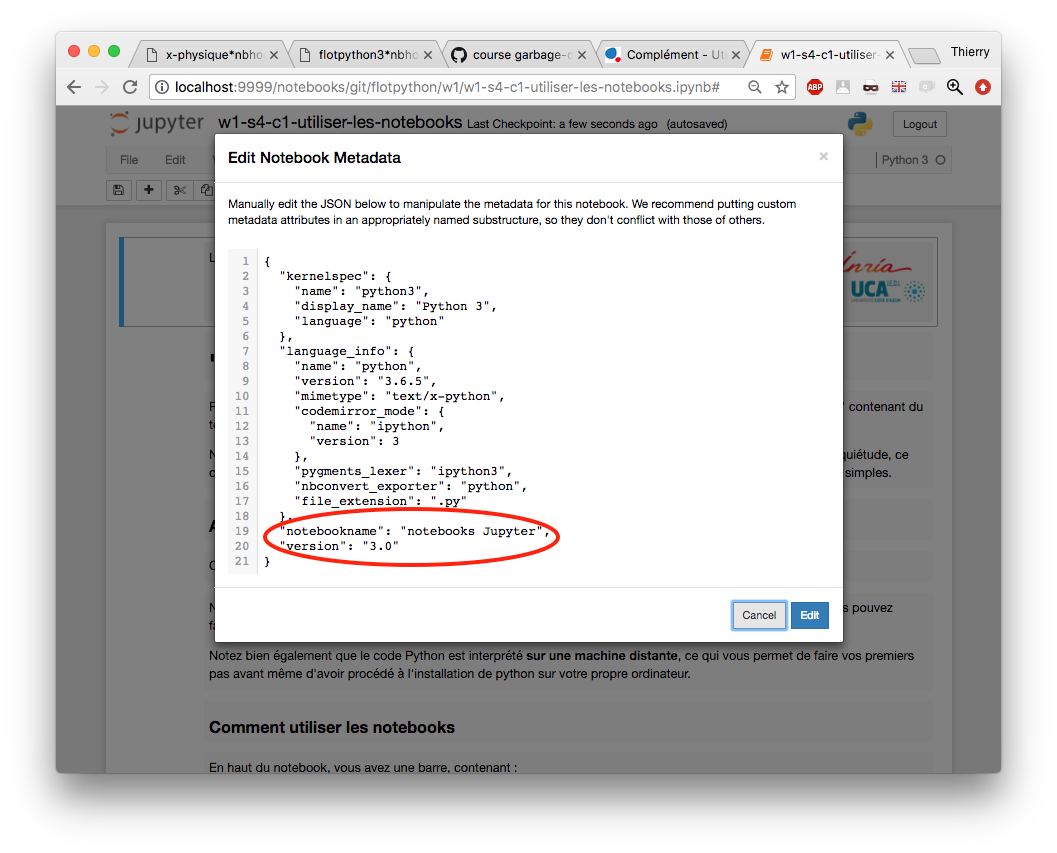 x-physique*nbho
flotpython3*nbho
course garbage-c
Complément - Ut
w1-s4-c1-utiliser-
Thierry
localhost:9999/notebooks/git/flotpython/w1/w1-s4-c1-utiliser-les-notebooks.ipynb#
ABP
jupyter w1-s4-c1-utiliser-les-notebooks Last Checkpoint: a few seconds ago (autosaved)
Logout
File Edit
Python 3
Edit Notebook Metadata
×
Manually edit the JSON below to manipulate the metadata for this notebook. We recommend putting custom
metadata attributes in an appropriately named substructure, so they don't conflict with those of others.
1 {
2 "kernelspec": {
3 "name": "python3",
4 "display_name": "Python 3",
5 "language": "python"
6 },
7 "language_info": {
8 "name": "python",
9 "version": "3.6.5",
10 "mimetype": "text/x-python",
11 "codemirror_mode": {
12 "name": "ipython",
13 "version": 3
14 },
15 "pygments_lexer": "ipython3",
16 "nbconvert_exporter": "python",
17 "file_extension": ".py"
18 },
19 "notebookname": "notebooks Jupyter",
20 "version": "3.0"
21 }
Cancel
Edit
Inria
UCA
contenant du
quiétude, ce
simples.
s pouvez
Notez bien également que le code Python est interprété sur une machine distante, ce qui vous permet de faire vos premiers
pas avant même d'avoir procédé à l'installation de python sur votre propre ordinateur.
Comment utiliser les notebooks
En haut du notebook, vous avez une barre, contenant :